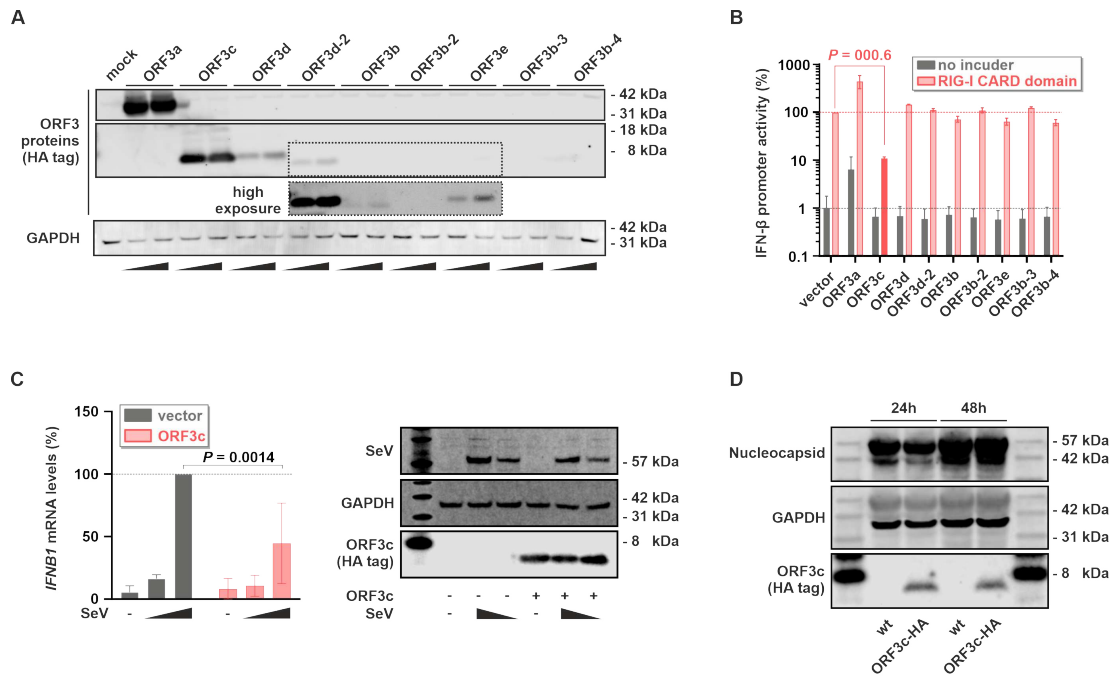 A
mock
ORF3a
ORF3c
ORF3d
ORF3d-2
ORF3b
ORF3b-2
ORF3e
ORF3b-3
ORF3b-4
ORF3
proteins
(HA tag)
- 42 kDa
- 31 kDa
- 18 kDa
- 8 kDa
high
exposure
GAPDH
- 42 kDa
- 31 kDa
B
P = 000.6
no incuder
RIG-I CARD domain
IFN-β promoter activity (%)
1000
100
10
1
0.1
vector
ORF3a
ORF3c
ORF3d
ORF3d-2
ORF3b
ORF3b-2
ORF3e
ORF3b-3
ORF3b-4
C
vector
ORF3c
P = 0.0014
IFNB1 mRNA levels (%)
150
100
50
0
SeV
-
-
SeV
- 57 kDa
GAPDH
- 42 kDa
- 31 kDa
ORF3c
(HA tag)
- 8 kDa
ORF3c - - - + + +
SeV - -
D
24h 48h
Nucleocapsid
- 57 kDa
- 42 kDa
GAPDH
- 42 kDa
- 31 kDa
ORF3c
(HA tag)
- 8 kDa
wt
ORF3c-HA
wt
ORF3c-HA